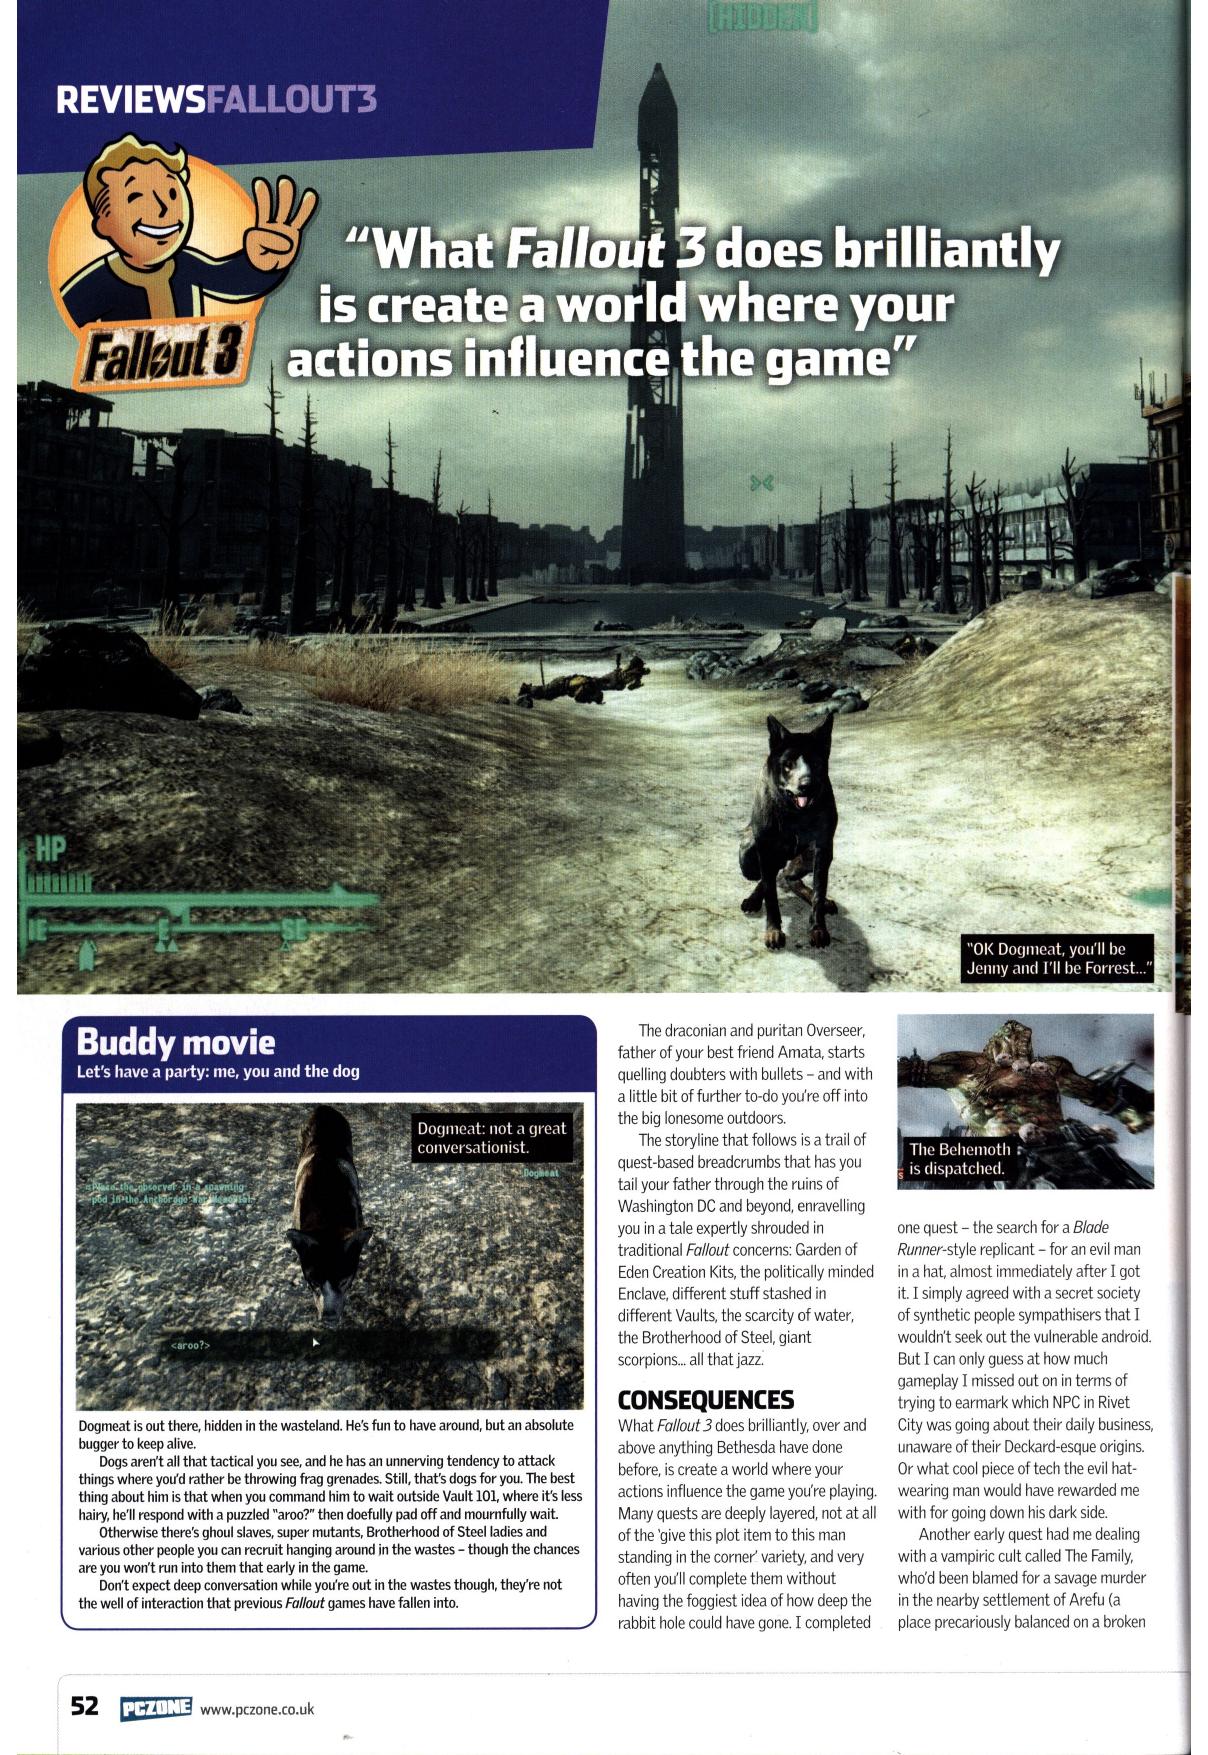 [HIDDEN]
REVIEWSFALLOUT3
Fallout 3
“What Fallout 3 does brilliantly
is create a world where your
actions influence the game”
HP
E
SE
“OK Dogmeat, you’ll be
Jenny and I’ll be Forrest...”
Buddy movie
Let’s have a party: me, you and the dog
Dogmeat: not a great
conversationist.
Dogmeat
Place the observer in a spawning
pod in the Anchorage War Memorial.
<aroo?>
Dogmeat is out there, hidden in the wasteland. He’s fun to have around, but an absolute
bugger to keep alive.
Dogs aren’t all that tactical you see, and he has an unnerving tendency to attack
things where you’d rather be throwing frag grenades. Still, that’s dogs for you. The best
thing about him is that when you command him to wait outside Vault 101, where it’s less
hairy, he’ll respond with a puzzled “aroo?” then doefully pad off and mournfully wait.
Otherwise there’s ghoul slaves, super mutants, Brotherhood of Steel ladies and
various other people you can recruit hanging around in the wastes – though the chances
are you won’t run into them that early in the game.
Don’t expect deep conversation while you’re out in the wastes though, they’re not
the well of interaction that previous Fallout games have fallen into.
The draconian and puritan Overseer,
father of your best friend Amata, starts
quelling doubters with bullets – and with
a little bit of further to-do you’re off into
the big lonesome outdoors.
The storyline that follows is a trail of
quest-based breadcrumbs that has you
tail your father through the ruins of
Washington DC and beyond, enravelling
you in a tale expertly shrouded in
traditional Fallout concerns: Garden of
Eden Creation Kits, the politically minded
Enclave, different stuff stashed in
different Vaults, the scarcity of water,
the Brotherhood of Steel, giant
scorpions... all that jazz.
CONSEQUENCES
What Fallout 3 does brilliantly, over and
above anything Bethesda have done
before, is create a world where your
actions influence the game you’re playing.
Many quests are deeply layered, not at all
of the ‘give this plot item to this man
standing in the corner’ variety, and very
often you’ll complete them without
having the foggiest idea of how deep the
rabbit hole could have gone. I completed
The Behemoth
is dispatched.
one quest – the search for a Blade
Runner-style replicant – for an evil man
in a hat, almost immediately after I got
it. I simply agreed with a secret society
of synthetic people sympathisers that I
wouldn’t seek out the vulnerable android.
But I can only guess at how much
gameplay I missed out on in terms of
trying to earmark which NPC in Rivet
City was going about their daily business,
unaware of their Deckard-esque origins.
Or what cool piece of tech the evil hat-
wearing man would have rewarded me
with for going down his dark side.
Another early quest had me dealing
with a vampiric cult called The Family,
who’d been blamed for a savage murder
in the nearby settlement of Arefu (a
place precariously balanced on a broken
52
PCZONE
www.pczone.co.uk